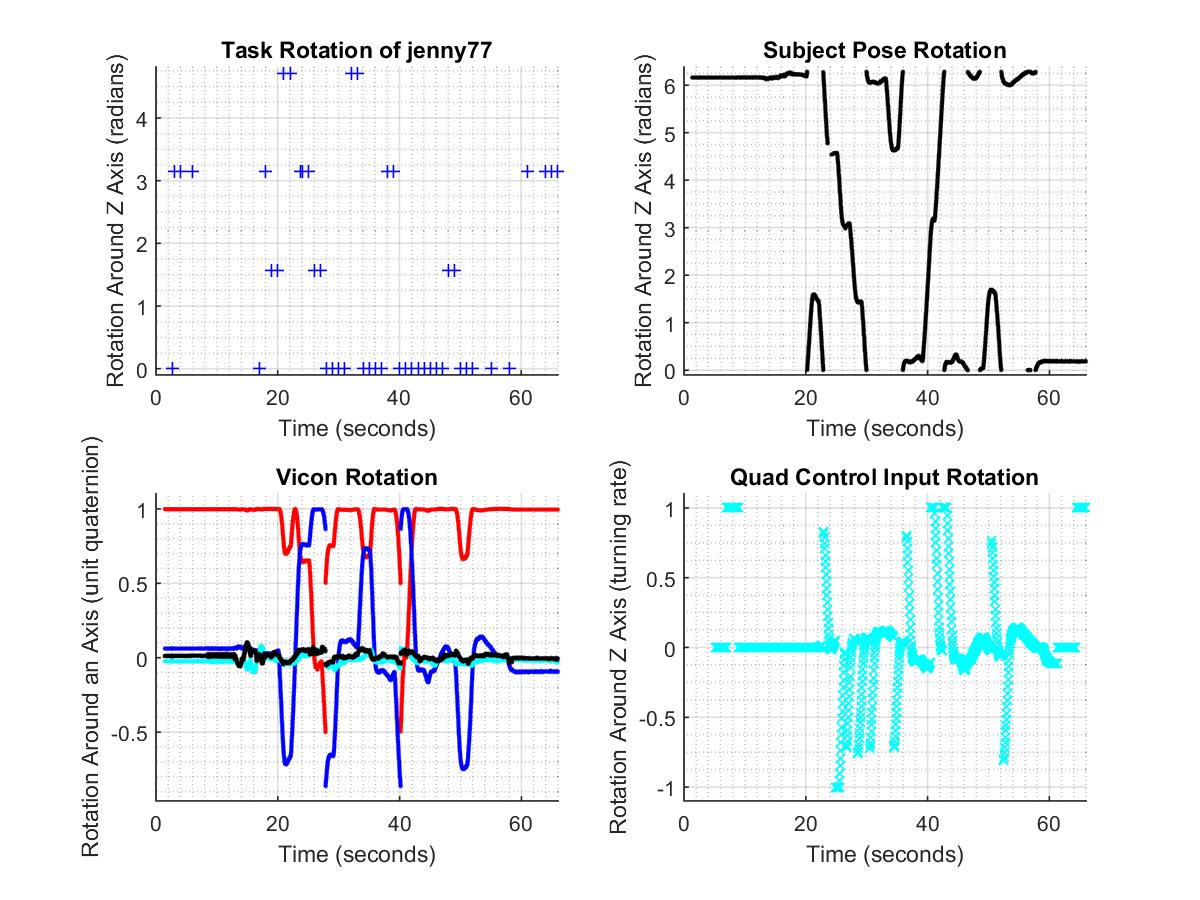 Task Rotation of jenny77
Rotation Around Z Axis (radians)
4
3
2
1
0
0 20 40 60
Time (seconds)
Subject Pose Rotation
Rotation Around Z Axis (radians)
6
5
4
3
2
1
0
0 20 40 60
Time (seconds)
Vicon Rotation
Rotation Around an Axis (unit quaternion)
1
0.5
0
-0.5
0 20 40 60
Time (seconds)
Quad Control Input Rotation
Rotation Around Z Axis (turning rate)
1
0.5
0
-0.5
-1
0 20 40 60
Time (seconds)